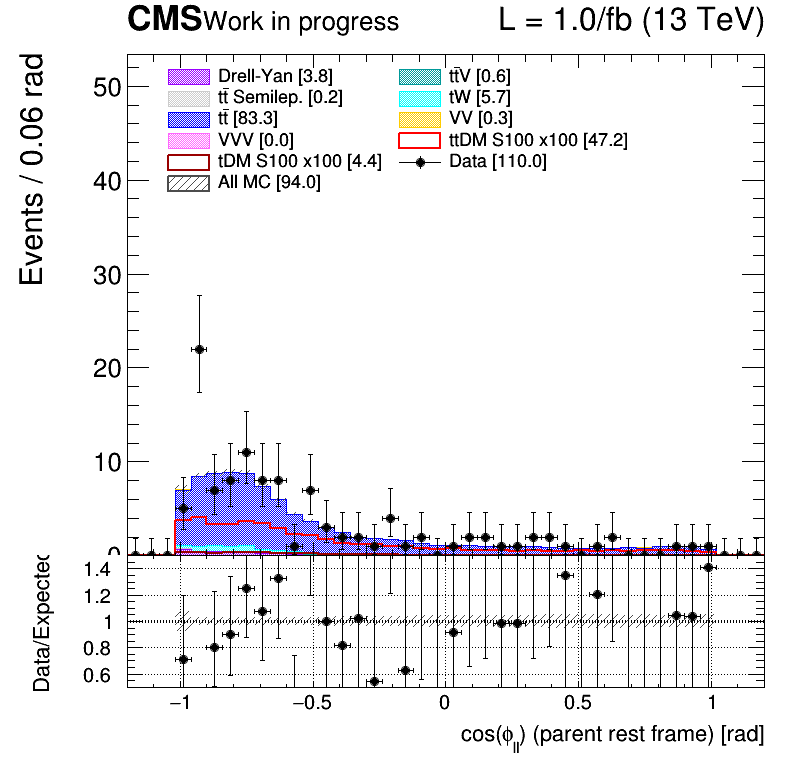 CMS Work in progress L = 1.0/fb (13 TeV)
Events / 0.06 rad
50
40
30
20
10
0
Drell-Yan [3.8]
tt̄V [0.6]
tt̄ Semilep. [0.2]
tW [5.7]
tt̄ [83.3]
VV [0.3]
VVV [0.0]
ttDM S100 x100 [47.2]
tDM S100 x100 [4.4]
Data [110.0]
All MC [94.0]
Data/Expected
1.4
1.2
1
0.8
0.6
−1 −0.5 0 0.5 1
cos(ϕ_ll) (parent rest frame) [rad]